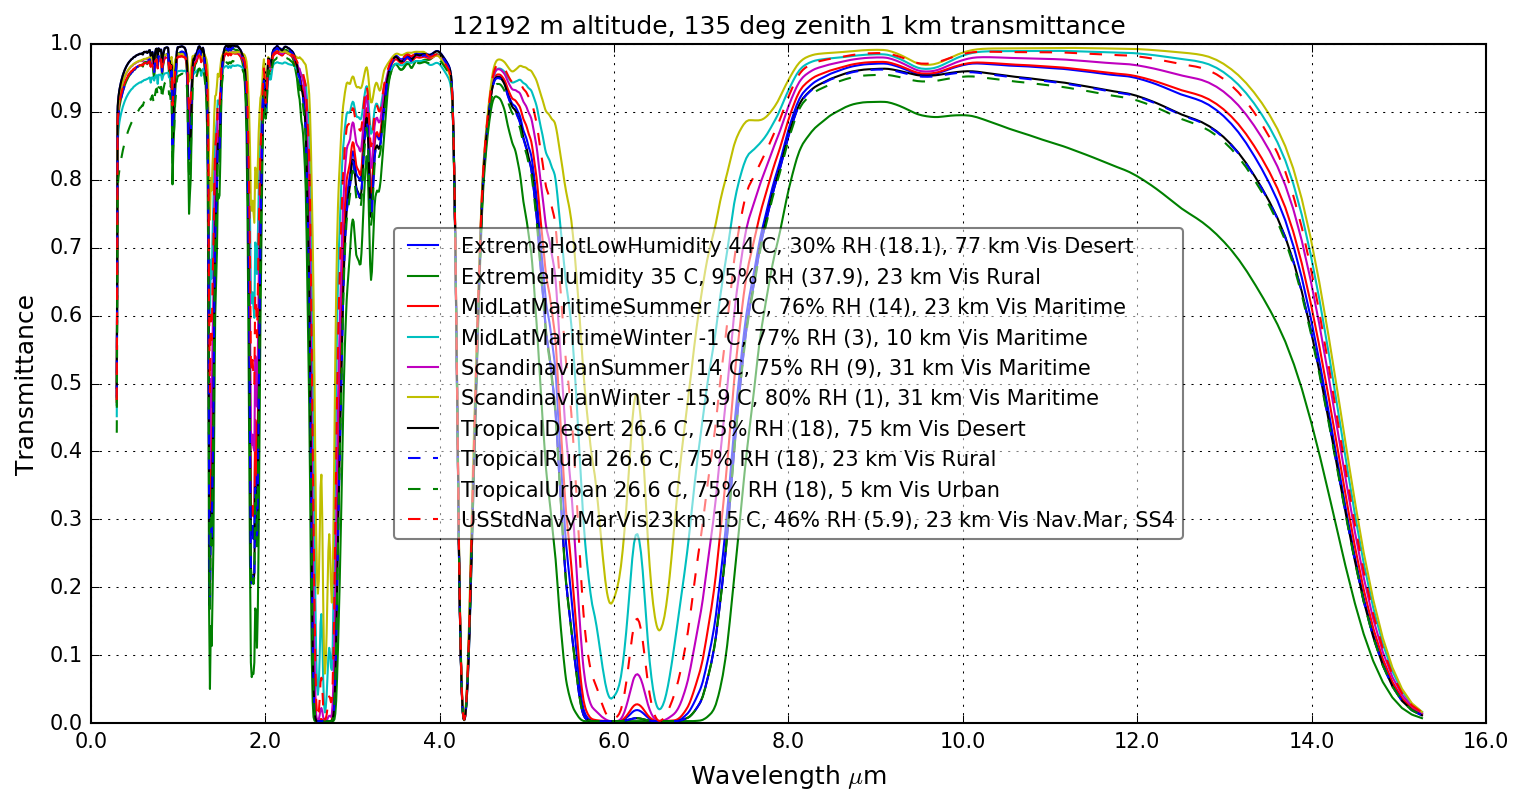 12192 m altitude, 135 deg zenith 1 km transmittance
1.0
0.9
0.8
0.7
0.6
0.5
0.4
0.3
0.2
0.1
0.0
Transmittance
ExtremeHotLowHumidity 44 C, 30% RH (18.1), 77 km Vis Desert
ExtremeHumidity 35 C, 95% RH (37.9), 23 km Vis Rural
MidLatMaritimeSummer 21 C, 76% RH (14), 23 km Vis Maritime
MidLatMaritimeWinter -1 C, 77% RH (3), 10 km Vis Maritime
ScandinavianSummer 14 C, 75% RH (9), 31 km Vis Maritime
ScandinavianWinter -15.9 C, 80% RH (1), 31 km Vis Maritime
TropicalDesert 26.6 C, 75% RH (18), 75 km Vis Desert
TropicalRural 26.6 C, 75% RH (18), 23 km Vis Rural
TropicalUrban 26.6 C, 75% RH (18), 5 km Vis Urban
USStdNavyMarVis23km 15 C, 46% RH (5.9), 23 km Vis Nav.Mar, SS4
0.0 2.0 4.0 6.0 8.0 10.0 12.0 14.0 16.0
Wavelength μm